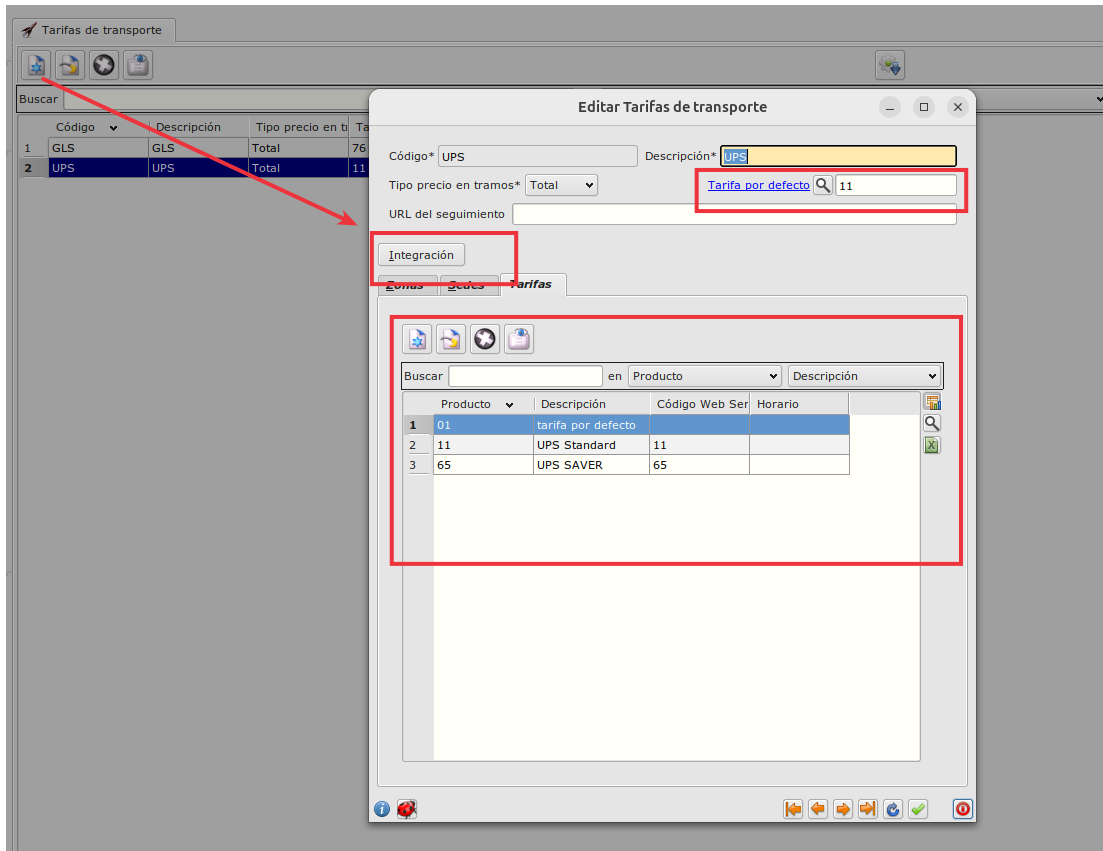 Tarifas de transporte
Buscar
Código Descripción Tipo precio en t Ta
1 GLS GLS Total 76
2 UPS UPS Total 11
Editar Tarifas de transporte
Código* UPS Descripción* UPS
Tipo precio en tramos* Total Tarifa por defecto 11
URL del seguimiento
Integración
Zonas Sedes Tarifas
Buscar en Producto Descripción
Producto Descripción Código Web Ser Horario
1 01 tarifa por defecto
2 11 UPS Standard 11
3 65 UPS SAVER 65